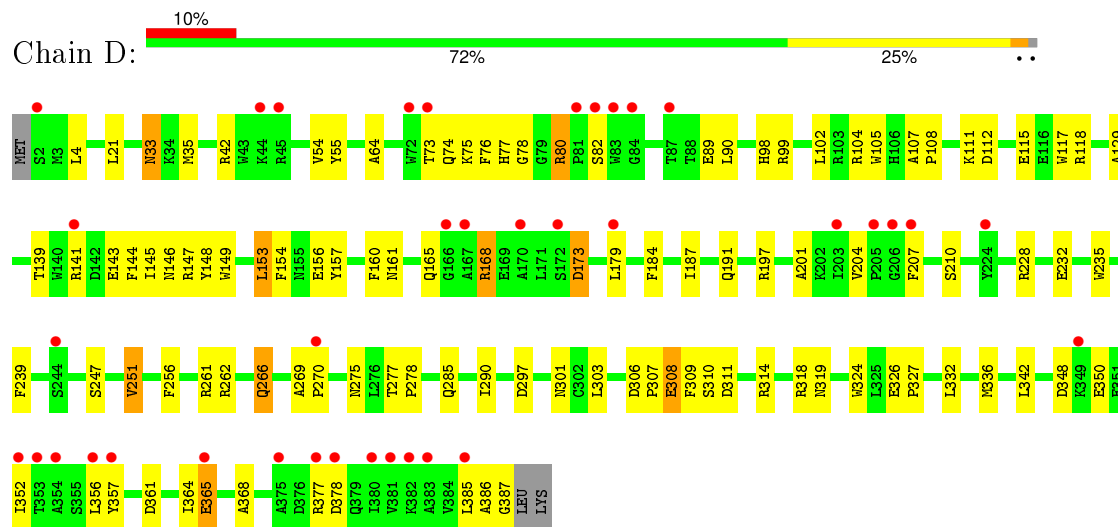 10%
Chain D:
72% 25% • •
MET S2 M3 L4 L21 N33 K34 M35 R42 W43 K44 R45 V54 Y55 A64 W72 T73 Q74 K75 F76 H77 G78 G79 R80 P81 S82 W83 G84 T87 T88 E89 L90 H98 R99 L102 R103 R104 W105 H106 A107 P108 K111 D112 E115 E116 W117 R118
T139 W140 R141 D142 E143 F144 I145 N146 R147 Y148 W149 L153 F154 N155 E156 Y157 F160 N161 Q165 G166 A167 R168 E169 A170 L171 S172 D173 L179 F184 I187 Q191 R197 A201 K202 I203 V204 P205 G206 F207 S210 Y224 R228 E232 W235
F239 S244 S247 V251 F256 R261 R262 Q266 A269 P270 N275 L276 T277 P278 Q285 I290 D297 N301 C302 L303 D306 P307 E308 F309 S310 D311 R314 R318 N319 W324 L325 E326 P327 L332 M336 L342 D348 K349 E350
I352 T353 A354 S355 L356 Y357 D361 I364 E365 A368 A375 D376 R377 D378 Q379 I380 V381 K382 A383 V384 L385 A386 G387 LEU LYS